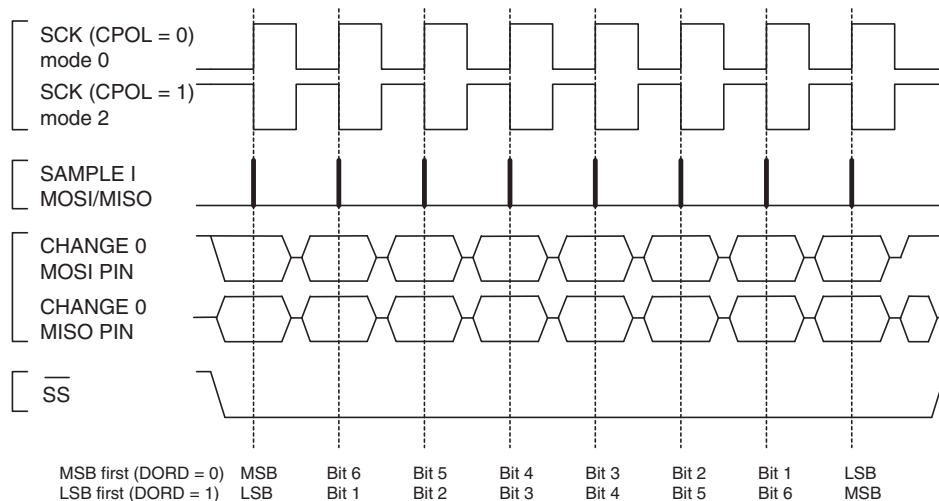 SCK (CPOL = 0)
mode 0
SCK (CPOL = 1)
mode 2
SAMPLE I
MOSI/MISO
CHANGE 0
MOSI PIN
CHANGE 0
MISO PIN
SS
MSB first (DORD = 0) MSB Bit 6 Bit 5 Bit 4 Bit 3 Bit 2 Bit 1 LSB
LSB first (DORD = 1) LSB Bit 1 Bit 2 Bit 3 Bit 4 Bit 5 Bit 6 MSB